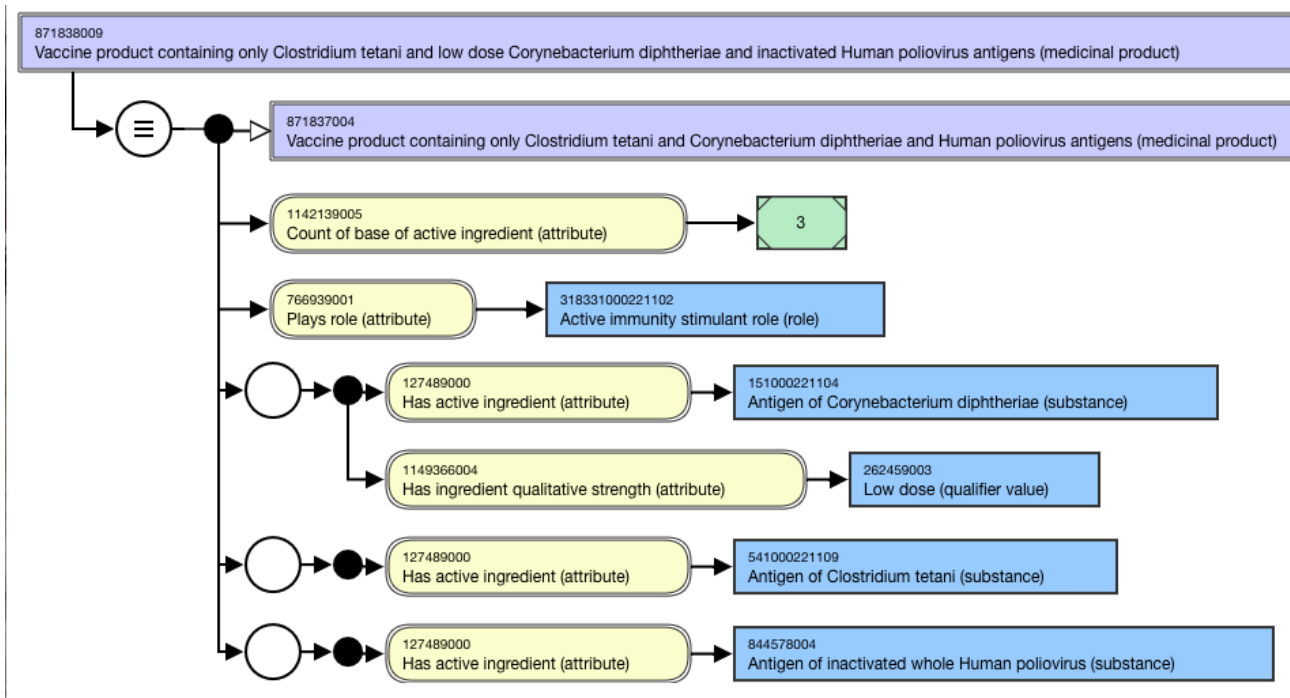 871838009
Vaccine product containing only Clostridium tetani and low dose Corynebacterium diphtheriae and inactivated Human poliovirus antigens (medicinal product)
871837004
Vaccine product containing only Clostridium tetani and Corynebacterium diphtheriae and Human poliovirus antigens (medicinal product)
1142139005
Count of base of active ingredient (attribute)
3
766939001
Plays role (attribute)
318331000221102
Active immunity stimulant role (role)
127489000
Has active ingredient (attribute)
151000221104
Antigen of Corynebacterium diphtheriae (substance)
1149366004
Has ingredient qualitative strength (attribute)
262459003
Low dose (qualifier value)
127489000
Has active ingredient (attribute)
541000221109
Antigen of Clostridium tetani (substance)
127489000
Has active ingredient (attribute)
844578004
Antigen of inactivated whole Human poliovirus (substance)